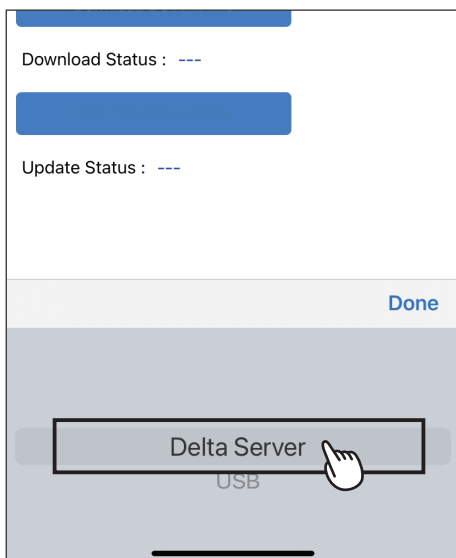 Download Status : ---
Update Status : ---
Done
Delta Server
USB